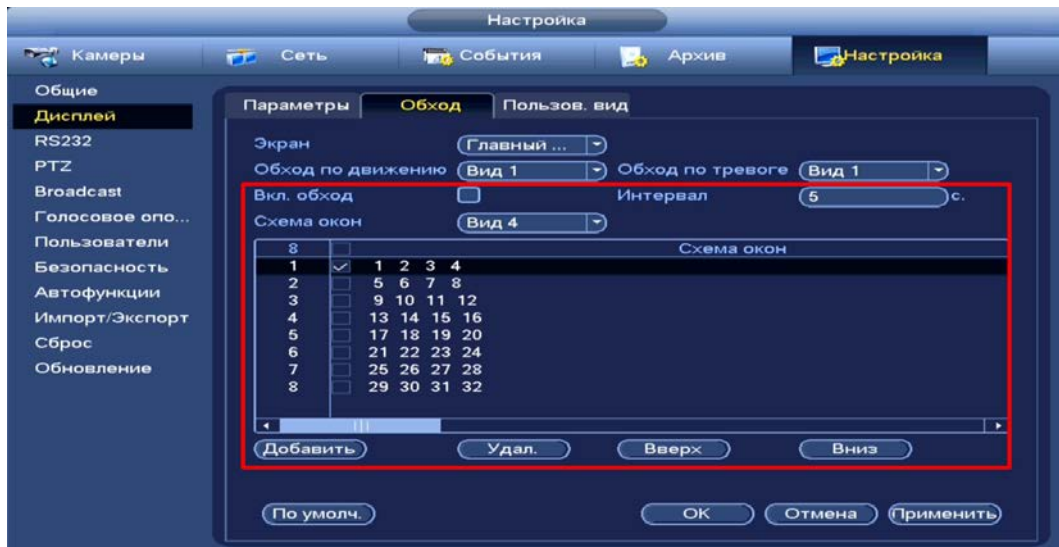 Настройка
Камеры Сеть События Архив Настройка
Общие
Дисплей
RS232
PTZ
Broadcast
Голосовое опо...
Пользователи
Безопасность
Автофункции
Импорт/Экспорт
Сброс
Обновление
Параметры Обход Пользов. вид
Экран Главный ...
Обход по движению Вид 1 Обход по тревоге Вид 1
Вкл. обход Интервал 5 с.
Схема окон Вид 4
8 Схема окон
1 1 2 3 4
2 5 6 7 8
3 9 10 11 12
4 13 14 15 16
5 17 18 19 20
6 21 22 23 24
7 25 26 27 28
8 29 30 31 32
Добавить Удал. Вверх Вниз
По умолч. OK Отмена Применить